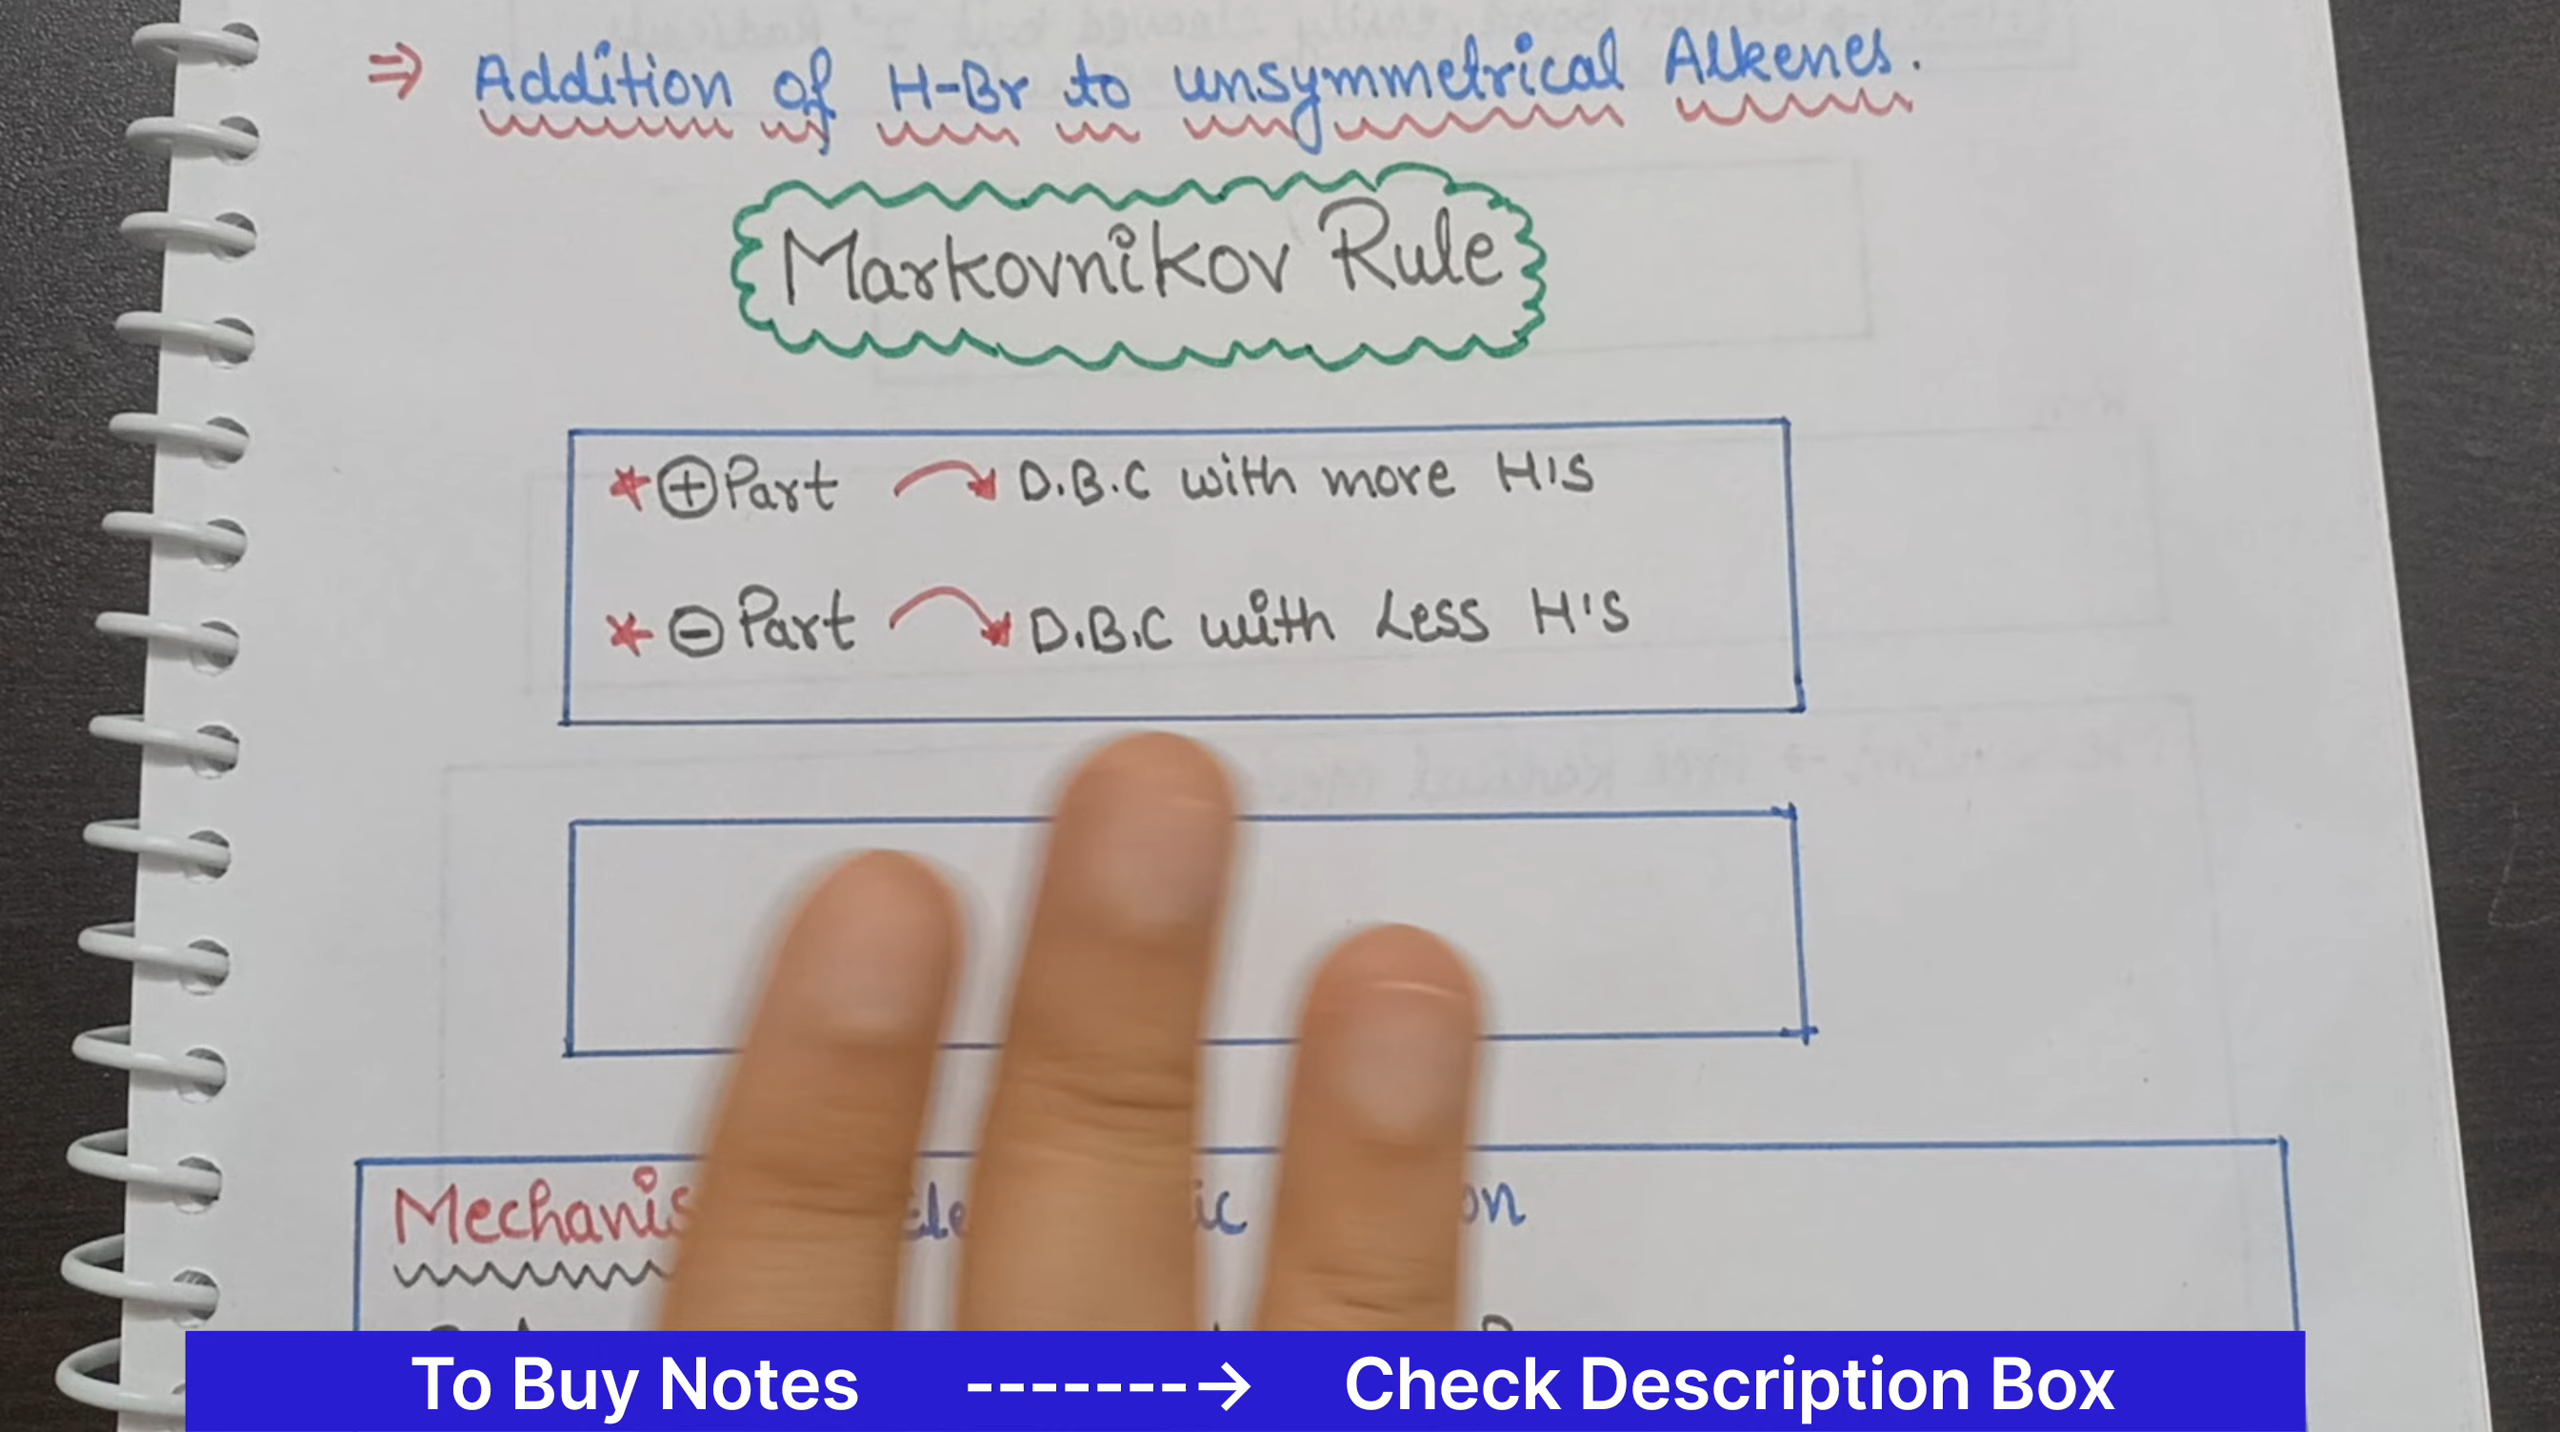 ⇒ Addition of H-Br to unsymmetrical Alkenes.
Markovnikov Rule
* ⊕ Part → D.B.C with more H's
* ⊖ Part → D.B.C with Less H's
To Buy Notes -------→ Check Description Box